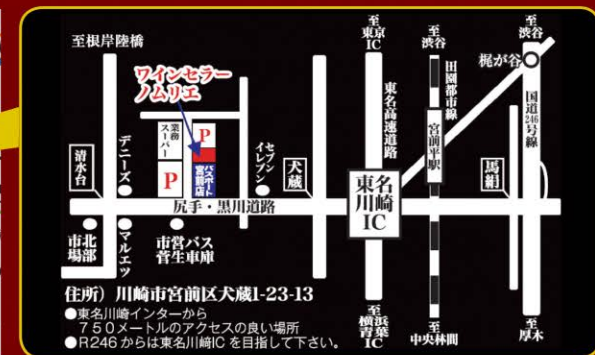 至根岸陸橋
至東京IC
至渋谷
至渋谷
梶が谷
ワインセラー
ノムリエ
田園都市線
東名高速道路
国道246号線
デニーズ
業務スーパー
P
P
パスポート宮前店
セブンイレブン
清水台
犬蔵
東名川崎IC
宮前平駅
馬絹
尻手・黒川道路
北部市場
マルエツ
市営バス
菅生車庫
住所）川崎市宮前区犬蔵1-23-13
●東名川崎インターから
７５０メートルのアクセスの良い場所
●R246からは東名川崎ICを目指して下さい。
至横浜青葉IC
至中央林間
至厚木